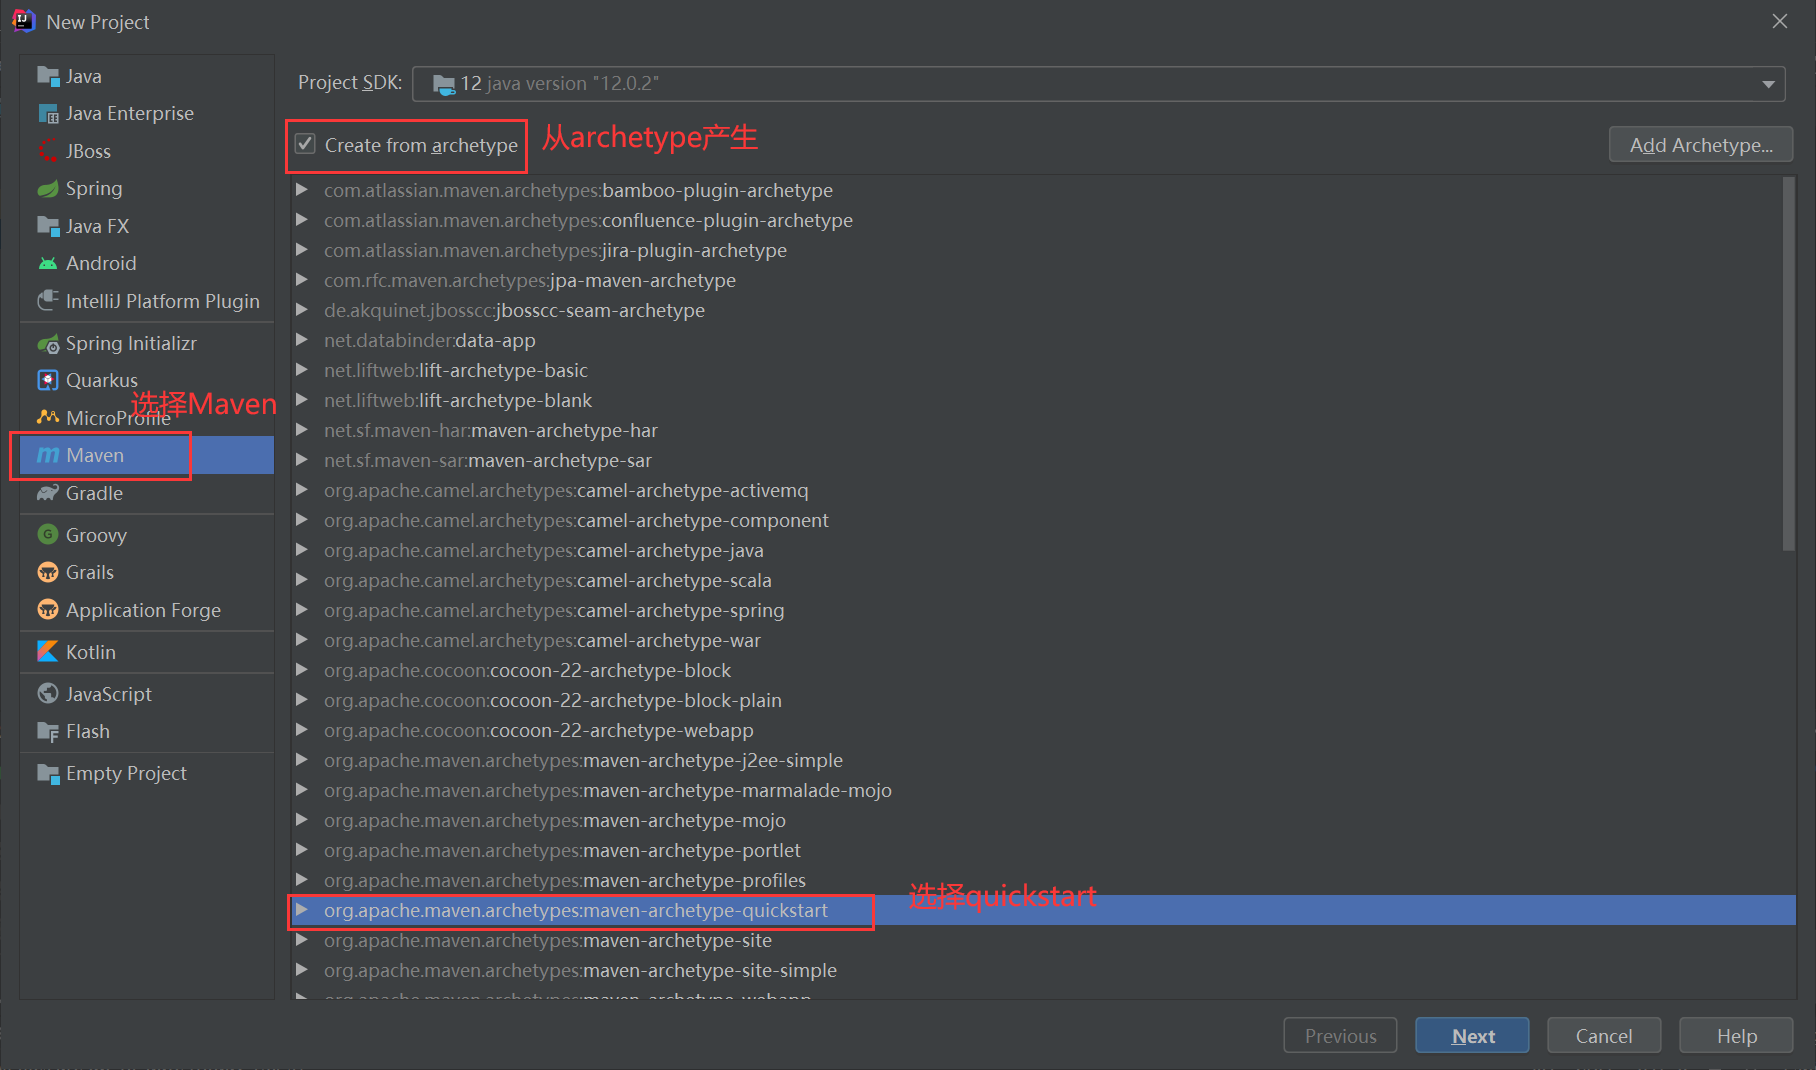 New Project
Java
Java Enterprise
JBoss
Spring
Java FX
Android
IntelliJ Platform Plugin
Spring Initializr
Quarkus
选择Maven
MicroProfile
Maven
Gradle
Groovy
Grails
Application Forge
Kotlin
JavaScript
Flash
Empty Project
Project SDK: 12 java version "12.0.2"
Create from archetype 从archetype产生 Add Archetype...
com.atlassian.maven.archetypes:bamboo-plugin-archetype
com.atlassian.maven.archetypes:confluence-plugin-archetype
com.atlassian.maven.archetypes:jira-plugin-archetype
com.rfc.maven.archetypes:jpa-maven-archetype
de.akquinet.jbosscc:jbosscc-seam-archetype
net.databinder:data-app
net.liftweb:lift-archetype-basic
net.liftweb:lift-archetype-blank
net.sf.maven-har:maven-archetype-har
net.sf.maven-sar:maven-archetype-sar
org.apache.camel.archetypes:camel-archetype-activemq
org.apache.camel.archetypes:camel-archetype-component
org.apache.camel.archetypes:camel-archetype-java
org.apache.camel.archetypes:camel-archetype-scala
org.apache.camel.archetypes:camel-archetype-spring
org.apache.camel.archetypes:camel-archetype-war
org.apache.cocoon:cocoon-22-archetype-block
org.apache.cocoon:cocoon-22-archetype-block-plain
org.apache.cocoon:cocoon-22-archetype-webapp
org.apache.maven.archetypes:maven-archetype-j2ee-simple
org.apache.maven.archetypes:maven-archetype-marmalade-mojo
org.apache.maven.archetypes:maven-archetype-mojo
org.apache.maven.archetypes:maven-archetype-portlet
org.apache.maven.archetypes:maven-archetype-profiles
org.apache.maven.archetypes:maven-archetype-quickstart 选择quickstart
org.apache.maven.archetypes:maven-archetype-site
org.apache.maven.archetypes:maven-archetype-site-simple
org.apache.maven.archetypes:maven-archetype-webapp
Previous Next Cancel Help